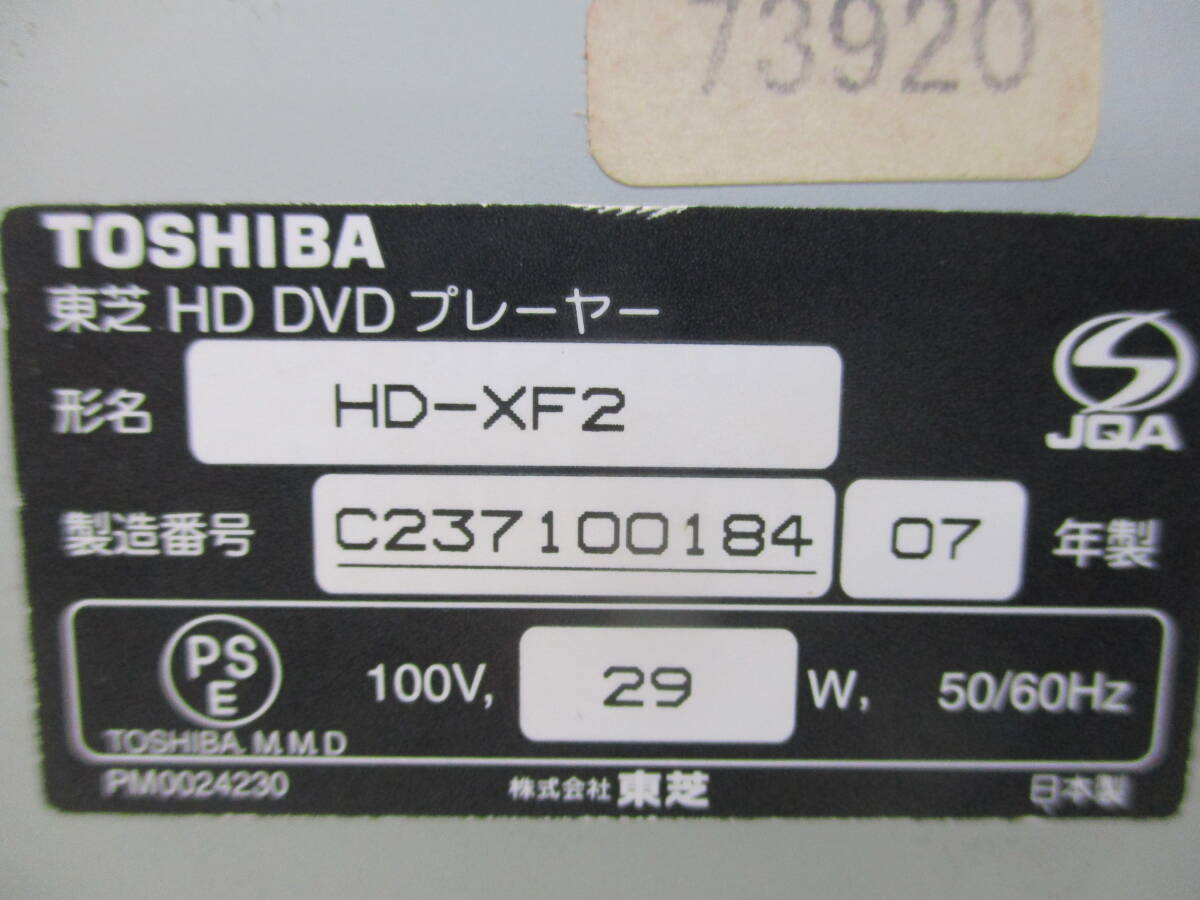 73920
TOSHIBA
東芝 HD DVD プレーヤー
形名 HD-XF2
JQA
製造番号 C237100184 07 年製
PS
E
100V, 29 W, 50/60Hz
TOSHIBA. M. M. D
PM0024230 株式会社 東芝 日本製